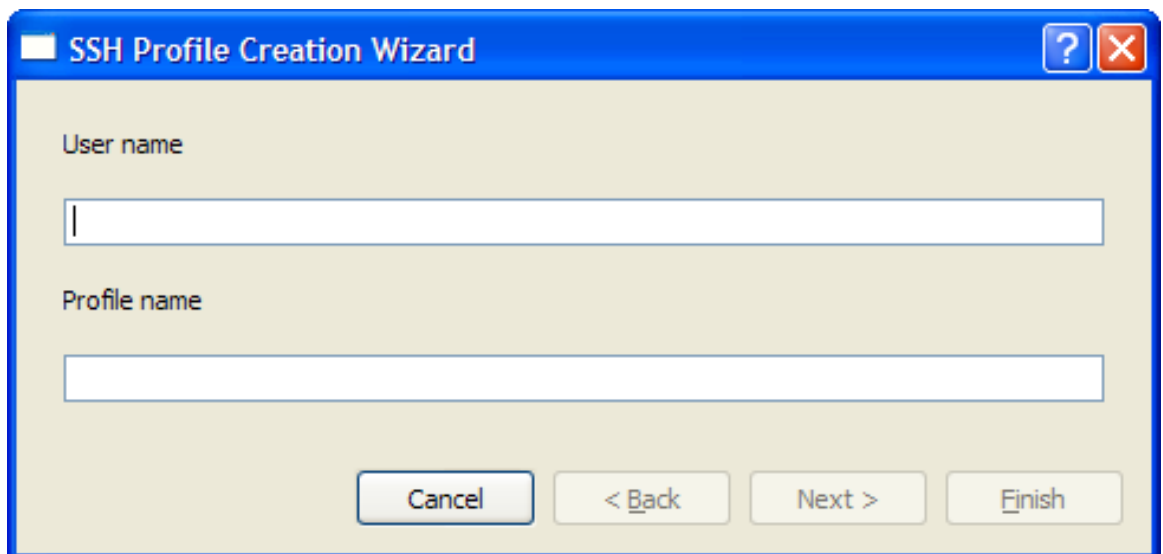 SSH Profile Creation Wizard ?
User name
Profile name
Cancel < Back Next > Finish